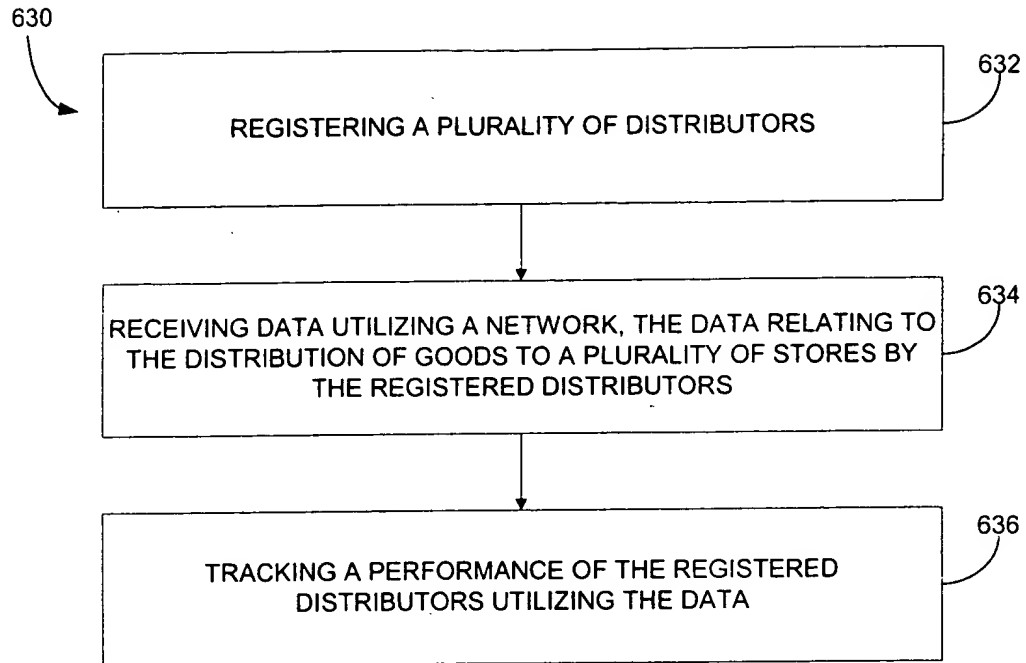 630
632
REGISTERING A PLURALITY OF DISTRIBUTORS
634
RECEIVING DATA UTILIZING A NETWORK, THE DATA RELATING TO
THE DISTRIBUTION OF GOODS TO A PLURALITY OF STORES BY
THE REGISTERED DISTRIBUTORS
636
TRACKING A PERFORMANCE OF THE REGISTERED
DISTRIBUTORS UTILIZING THE DATA